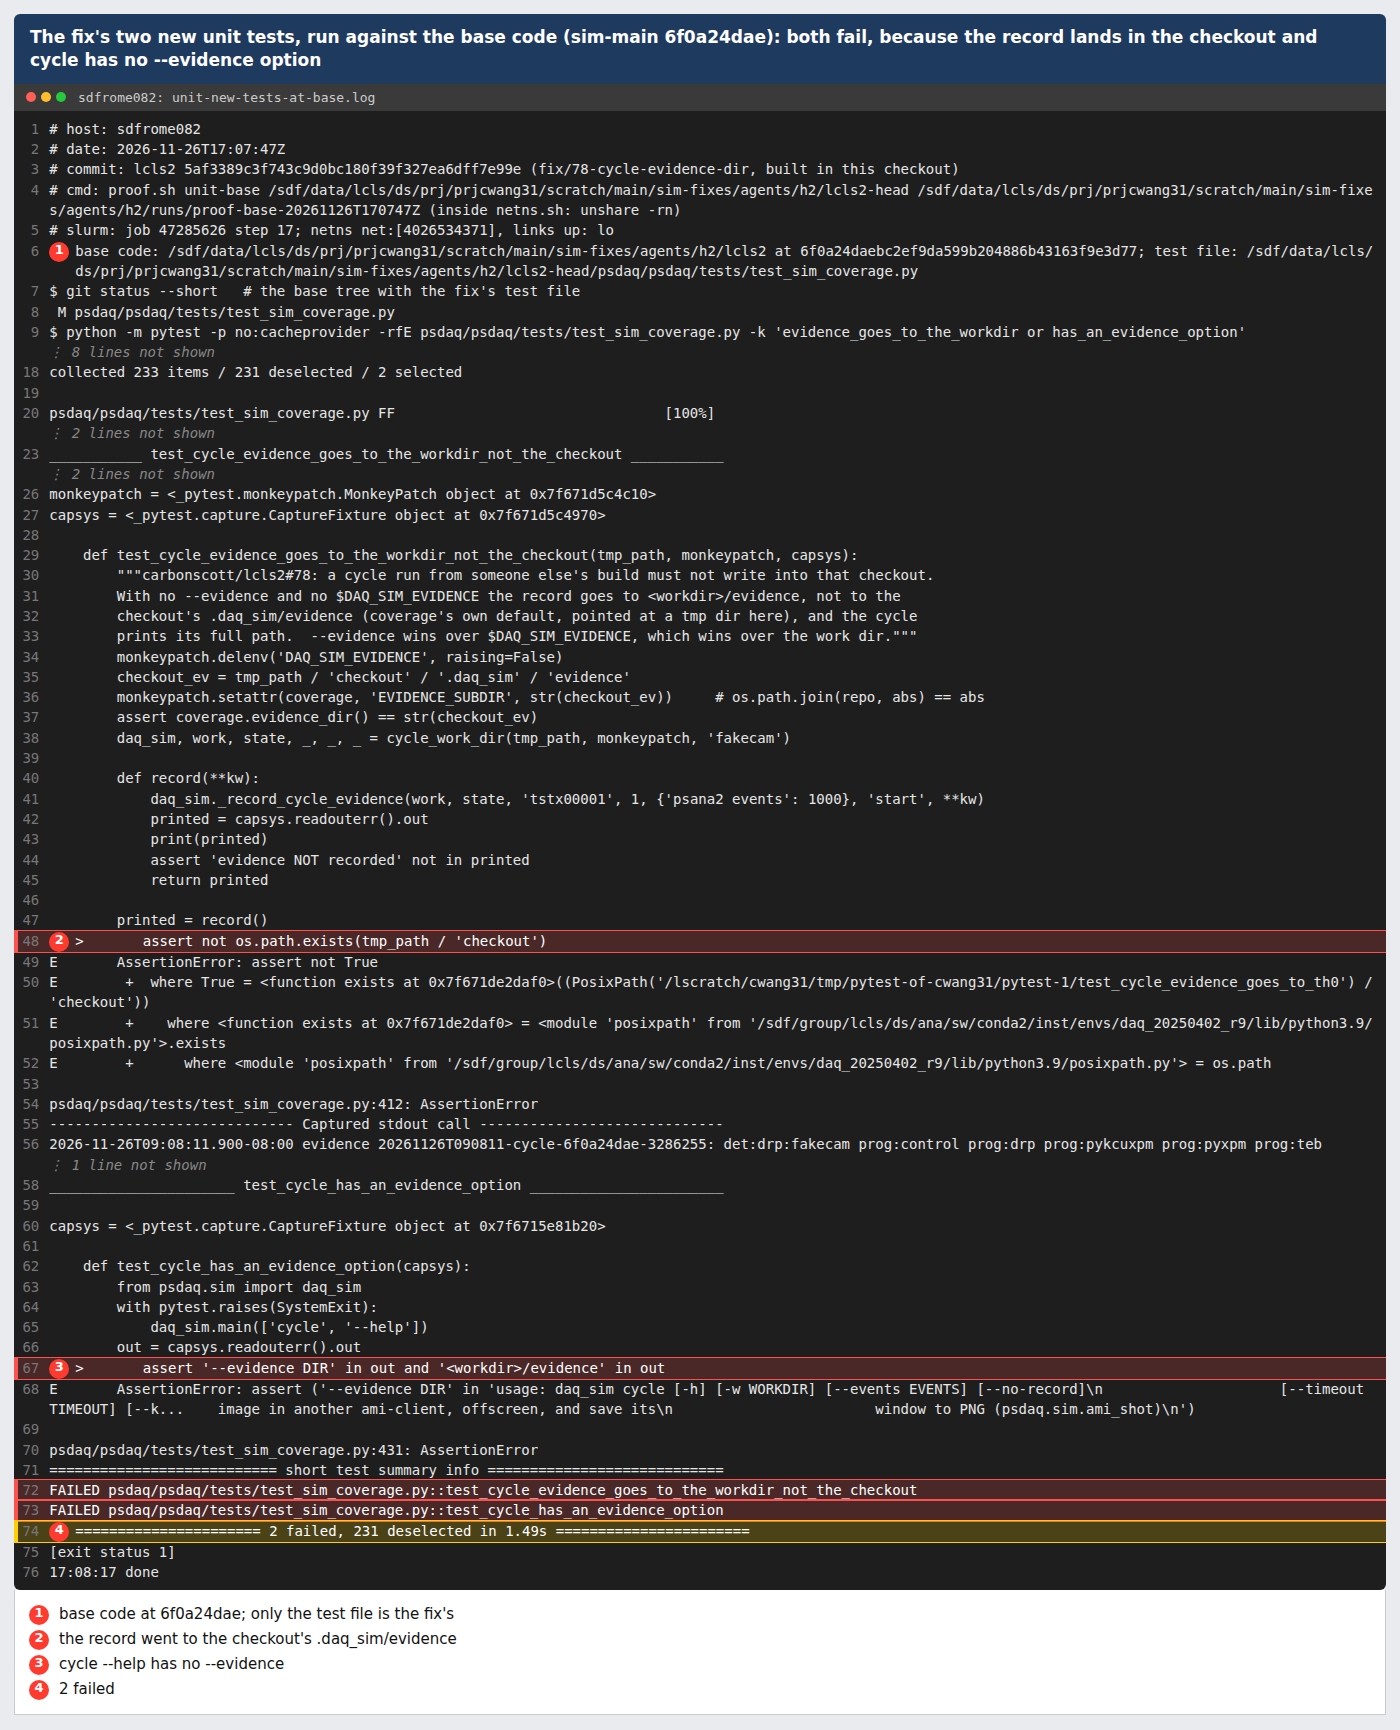 The fix's two new unit tests, run against the base code (sim-main 6f0a24dae): both fail, because the record lands in the checkout and
cycle has no --evidence option
sdfrome082: unit-new-tests-at-base.log
1 # host: sdfrome082
2 # date: 2026-11-26T17:07:47Z
3 # commit: lcls2 5af3389c3f743c9d0bc180f39f327ea6dff7e99e (fix/78-cycle-evidence-dir, built in this checkout)
4 # cmd: proof.sh unit-base /sdf/data/lcls/ds/prj/prjcwang31/scratch/main/sim-fixes/agents/h2/lcls2-head /sdf/data/lcls/ds/prj/prjcwang31/scratch/main/sim-fixe
s/agents/h2/runs/proof-base-20261126T170747Z (inside netns.sh: unshare -rn)
5 # slurm: job 47285626 step 17; netns net:[4026534371], links up: lo
6 1 base code: /sdf/data/lcls/ds/prj/prjcwang31/scratch/main/sim-fixes/agents/h2/lcls2 at 6f0a24daebc2ef9da599b204886b43163f9e3d77; test file: /sdf/data/lcls/
ds/prj/prjcwang31/scratch/main/sim-fixes/agents/h2/lcls2-head/psdaq/psdaq/tests/test_sim_coverage.py
7 $ git status --short   # the base tree with the fix's test file
8  M psdaq/psdaq/tests/test_sim_coverage.py
9 $ python -m pytest -p no:cacheprovider -rfE psdaq/psdaq/tests/test_sim_coverage.py -k 'evidence_goes_to_the_workdir or has_an_evidence_option'
⋮ 8 lines not shown
18 collected 233 items / 231 deselected / 2 selected
19
20 psdaq/psdaq/tests/test_sim_coverage.py FF                                [100%]
⋮ 2 lines not shown
23 ___________ test_cycle_evidence_goes_to_the_workdir_not_the_checkout ___________
⋮ 2 lines not shown
26 monkeypatch = <_pytest.monkeypatch.MonkeyPatch object at 0x7f671d5c4c10>
27 capsys = <_pytest.capture.CaptureFixture object at 0x7f671d5c4970>
28
29     def test_cycle_evidence_goes_to_the_workdir_not_the_checkout(tmp_path, monkeypatch, capsys):
30         """carbonscott/lcls2#78: a cycle run from someone else's build must not write into that checkout.
31         With no --evidence and no $DAQ_SIM_EVIDENCE the record goes to <workdir>/evidence, not to the
32         checkout's .daq_sim/evidence (coverage's own default, pointed at a tmp dir here), and the cycle
33         prints its full path.  --evidence wins over $DAQ_SIM_EVIDENCE, which wins over the work dir."""
34         monkeypatch.delenv('DAQ_SIM_EVIDENCE', raising=False)
35         checkout_ev = tmp_path / 'checkout' / '.daq_sim' / 'evidence'
36         monkeypatch.setattr(coverage, 'EVIDENCE_SUBDIR', str(checkout_ev))     # os.path.join(repo, abs) == abs
37         assert coverage.evidence_dir() == str(checkout_ev)
38         daq_sim, work, state, _, _, _ = cycle_work_dir(tmp_path, monkeypatch, 'fakecam')
39
40         def record(**kw):
41             daq_sim._record_cycle_evidence(work, state, 'tstx00001', 1, {'psana2 events': 1000}, 'start', **kw)
42             printed = capsys.readouterr().out
43             print(printed)
44             assert 'evidence NOT recorded' not in printed
45             return printed
46
47         printed = record()
48 2 >       assert not os.path.exists(tmp_path / 'checkout')
49 E       AssertionError: assert not True
50 E        +  where True = <function exists at 0x7f671de2daf0>((PosixPath('/lscratch/cwang31/tmp/pytest-of-cwang31/pytest-1/test_cycle_evidence_goes_to_th0') /
'checkout'))
51 E        +    where <function exists at 0x7f671de2daf0> = <module 'posixpath' from '/sdf/group/lcls/ds/ana/sw/conda2/inst/envs/daq_20250402_r9/lib/python3.9/
posixpath.py'>.exists
52 E        +      where <module 'posixpath' from '/sdf/group/lcls/ds/ana/sw/conda2/inst/envs/daq_20250402_r9/lib/python3.9/posixpath.py'> = os.path
53
54 psdaq/psdaq/tests/test_sim_coverage.py:412: AssertionError
55 ----------------------------- Captured stdout call -----------------------------
56 2026-11-26T09:08:11.900-08:00 evidence 20261126T090811-cycle-6f0a24dae-3286255: det:drp:fakecam prog:control prog:drp prog:pykcuxpm prog:pyxpm prog:teb
⋮ 1 line not shown
58 ______________________ test_cycle_has_an_evidence_option _______________________
59
60 capsys = <_pytest.capture.CaptureFixture object at 0x7f6715e81b20>
61
62     def test_cycle_has_an_evidence_option(capsys):
63         from psdaq.sim import daq_sim
64         with pytest.raises(SystemExit):
65             daq_sim.main(['cycle', '--help'])
66         out = capsys.readouterr().out
67 3 >       assert '--evidence DIR' in out and '<workdir>/evidence' in out
68 E       AssertionError: assert ('--evidence DIR' in 'usage: daq_sim cycle [-h] [-w WORKDIR] [--events EVENTS] [--no-record]\n                     [--timeout
TIMEOUT] [--k...    image in another ami-client, offscreen, and save its\n                        window to PNG (psdaq.sim.ami_shot)\n')
69
70 psdaq/psdaq/tests/test_sim_coverage.py:431: AssertionError
71 =========================== short test summary info ============================
72 FAILED psdaq/psdaq/tests/test_sim_coverage.py::test_cycle_evidence_goes_to_the_workdir_not_the_checkout
73 FAILED psdaq/psdaq/tests/test_sim_coverage.py::test_cycle_has_an_evidence_option
74 4 ====================== 2 failed, 231 deselected in 1.49s =======================
75 [exit status 1]
76 17:08:17 done
1 base code at 6f0a24dae; only the test file is the fix's
2 the record went to the checkout's .daq_sim/evidence
3 cycle --help has no --evidence
4 2 failed